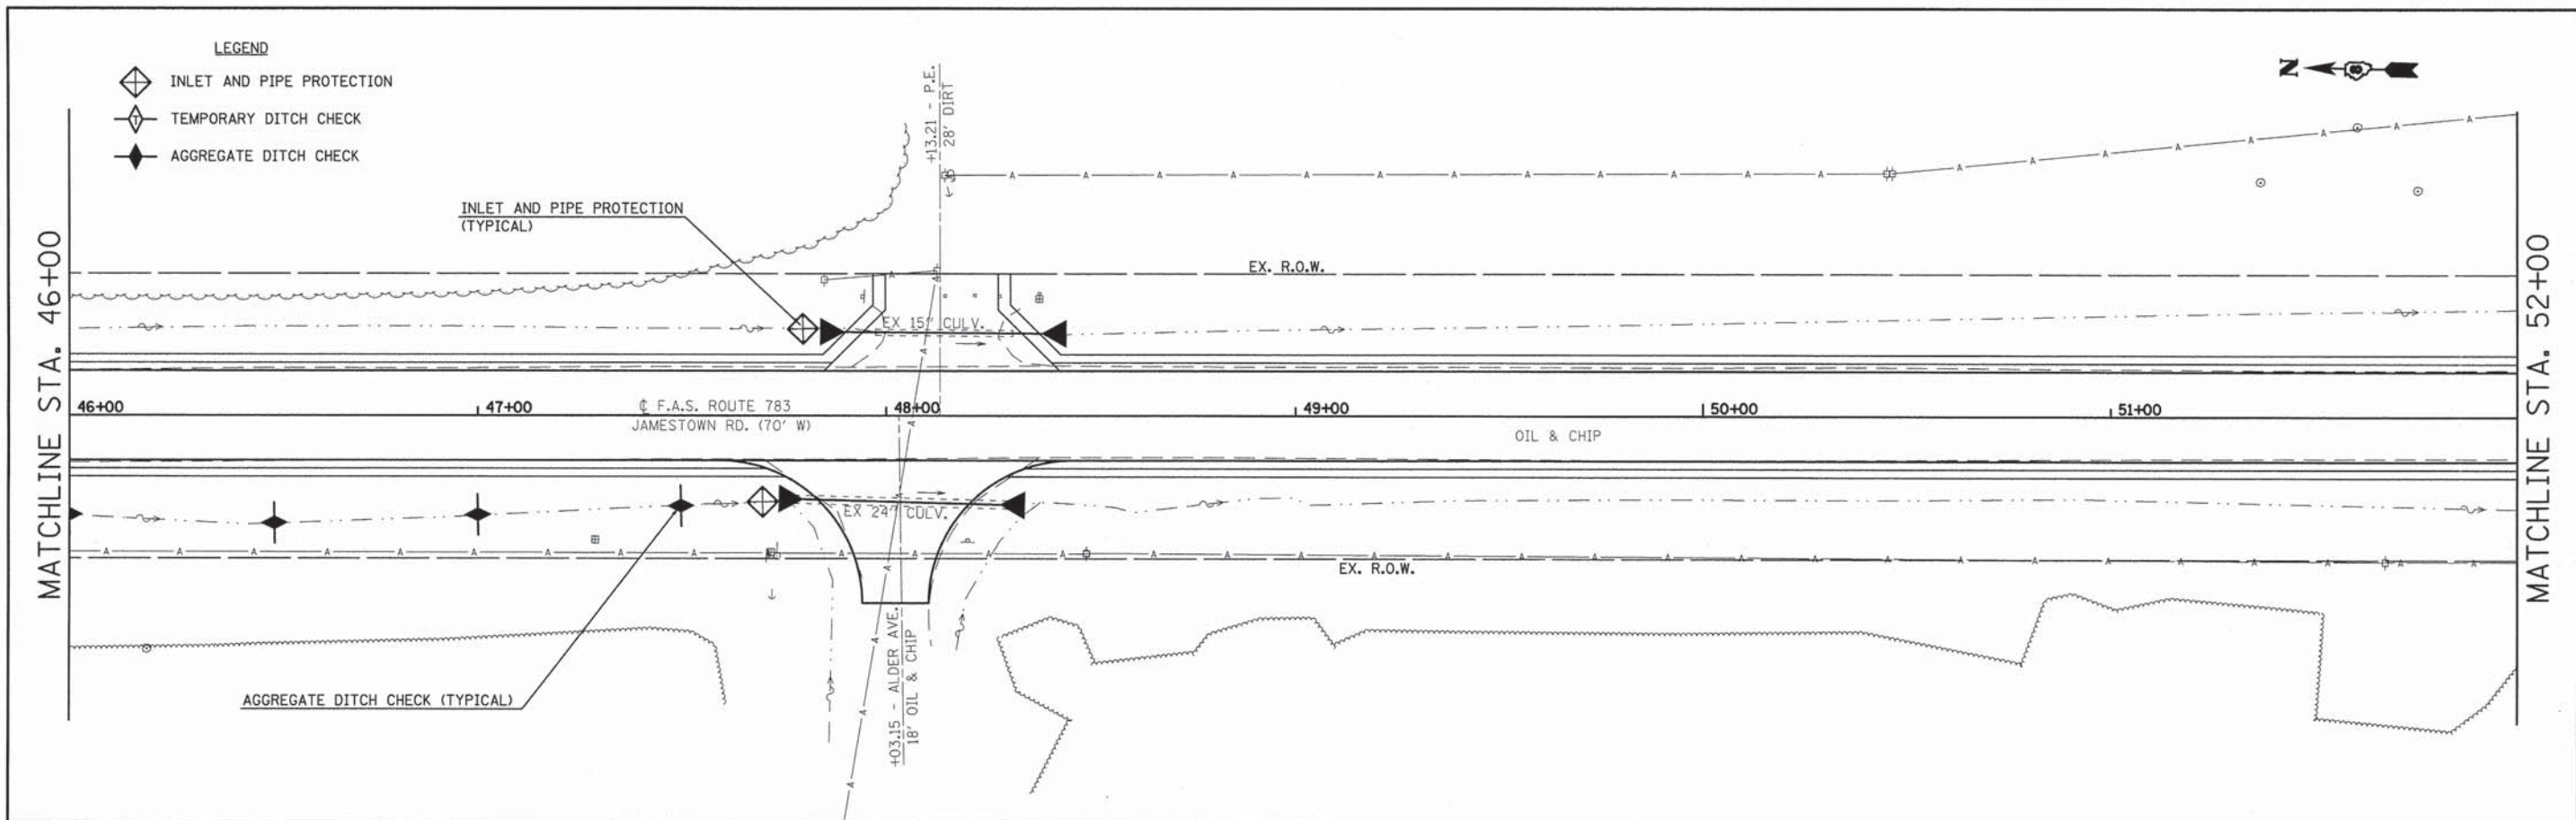 LEGEND
INLET AND PIPE PROTECTION
T
TEMPORARY DITCH CHECK
AGGREGATE DITCH CHECK
N
+13.21 - P.E.
28' DIRT
INLET AND PIPE PROTECTION
(TYPICAL)
MATCHLINE STA. 46+00
EX. R.O.W.
EX 15" CULV.
46+00
47+00
℄ F.A.S. ROUTE 783
JAMESTOWN RD. (70' W)
48+00
49+00
50+00
51+00
OIL & CHIP
MATCHLINE STA. 52+00
EX 24" CULV.
EX. R.O.W.
+03.15 - ALDER AVE.
18' OIL & CHIP
AGGREGATE DITCH CHECK (TYPICAL)